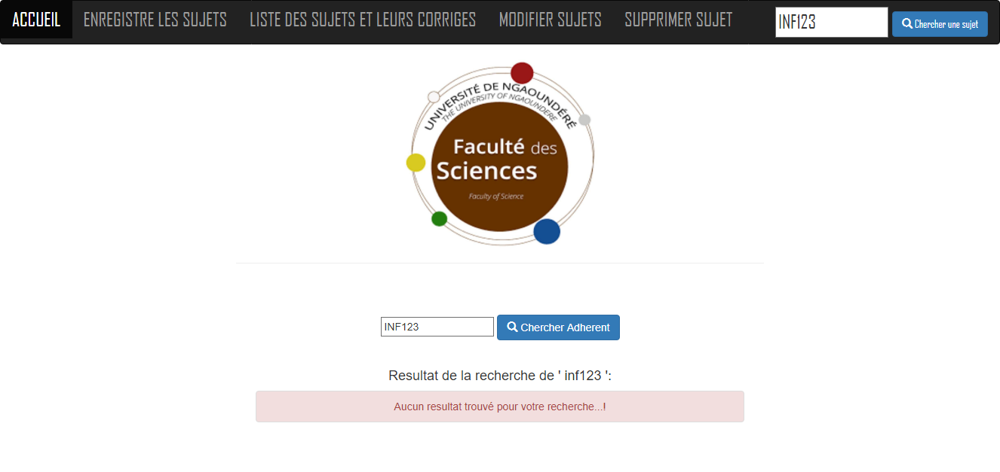 ACCUEIL ENREGISTRE LES SUJETS LISTE DES SUJETS ET LEURS CORRIGES MODIFIER SUJETS SUPPRIMER SUJET INF123 Chercher une sujet
UNIVERSITÉ DE NGAOUNDÉRÉ
THE UNIVERSITY OF NGAOUNDERE
Faculté des
Sciences
Faculty of Science
INF123 Chercher Adherent
Resultat de la recherche de ' inf123 ':
Aucun resultat trouvé pour votre recherche...!